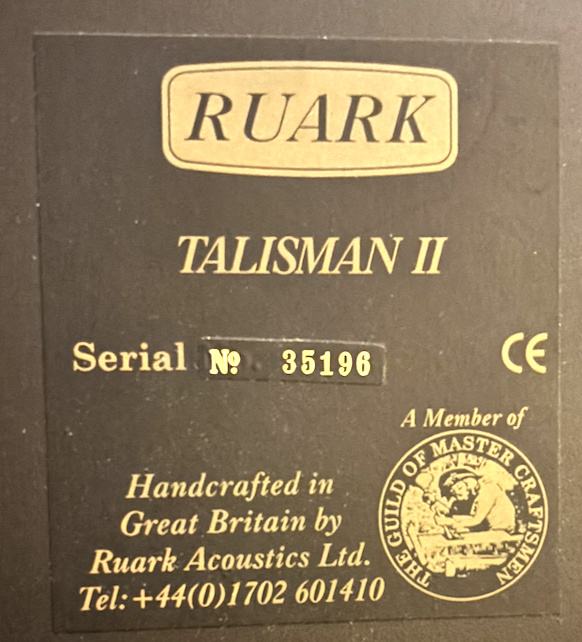 RUARK
TALISMAN II
Serial Nº 35196
CE
A Member of
THE GUILD OF MASTER CRAFTSMEN
Handcrafted in
Great Britain by
Ruark Acoustics Ltd.
Tel:+44(0)1702 601410